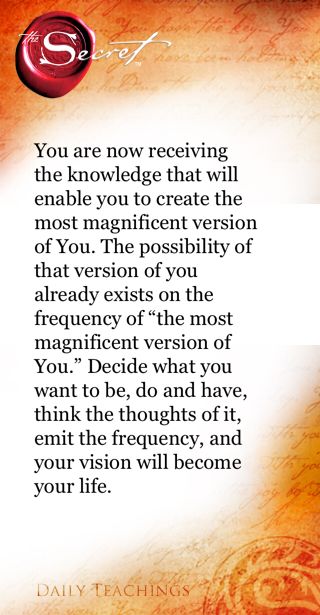 the Secret™
You are now receiving
the knowledge that will
enable you to create the
most magnificent version
of You. The possibility of
that version of you
already exists on the
frequency of “the most
magnificent version of
You.” Decide what you
want to be, do and have,
think the thoughts of it,
emit the frequency, and
your vision will become
your life.
DAILY TEACHINGS